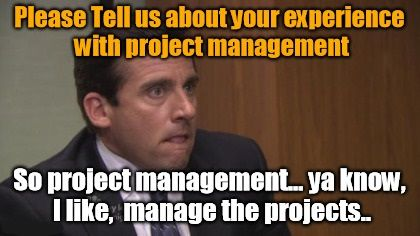 Please Tell us about your experience
with project management
So project management... ya know,
I like,  manage the projects..